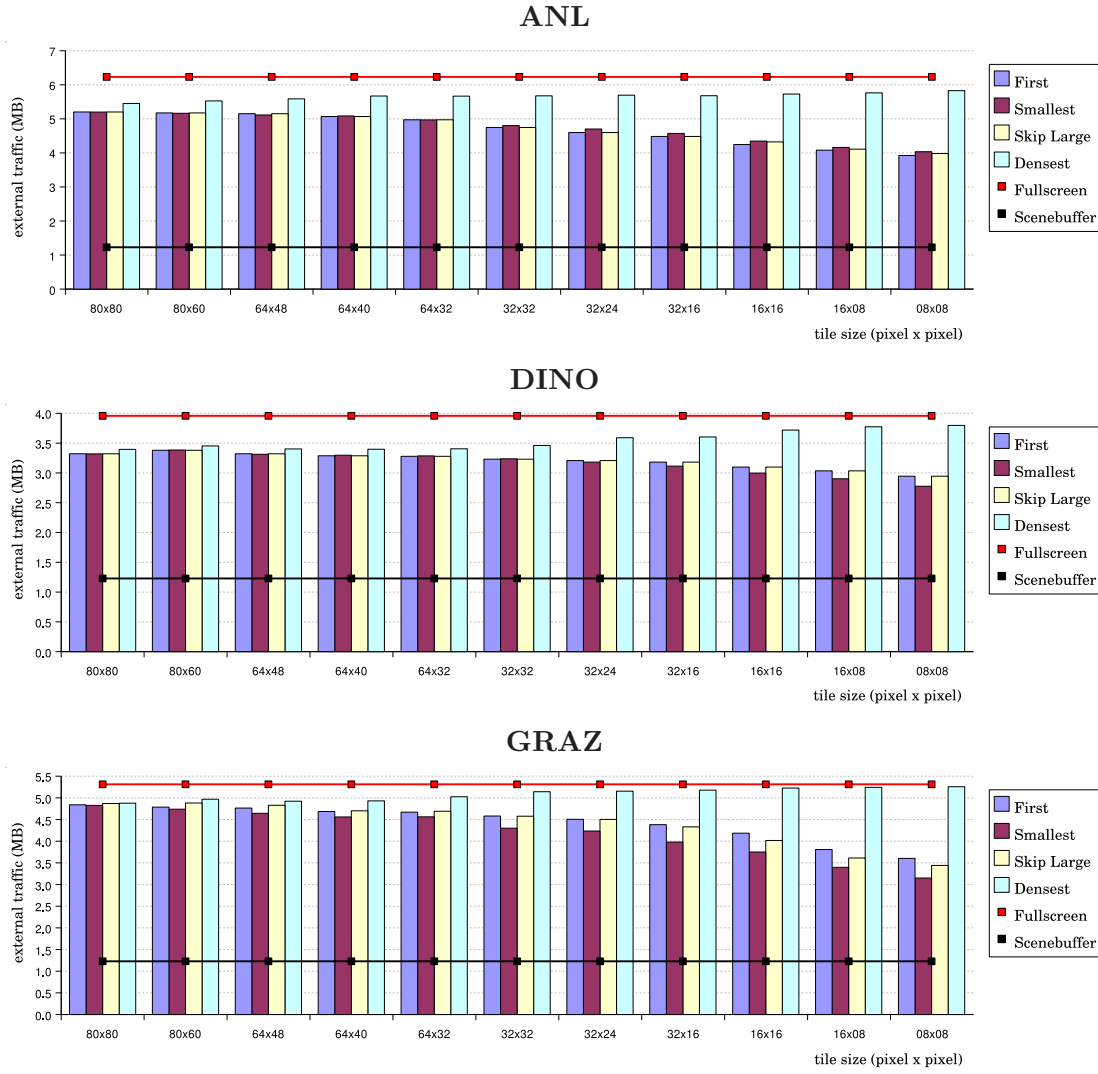 ANL
external traffic (MB)
7
6
5
4
3
2
1
0
80x80 80x60 64x48 64x40 64x32 32x32 32x24 32x16 16x16 16x08 08x08
tile size (pixel x pixel)
First
Smallest
Skip Large
Densest
Fullscreen
Scenebuffer
DINO
external traffic (MB)
4.0
3.5
3.0
2.5
2.0
1.5
1.0
0.5
0.0
80x80 80x60 64x48 64x40 64x32 32x32 32x24 32x16 16x16 16x08 08x08
tile size (pixel x pixel)
First
Smallest
Skip Large
Densest
Fullscreen
Scenebuffer
GRAZ
external traffic (MB)
5.5
5.0
4.5
4.0
3.5
3.0
2.5
2.0
1.5
1.0
0.5
0.0
80x80 80x60 64x48 64x40 64x32 32x32 32x24 32x16 16x16 16x08 08x08
tile size (pixel x pixel)
First
Smallest
Skip Large
Densest
Fullscreen
Scenebuffer